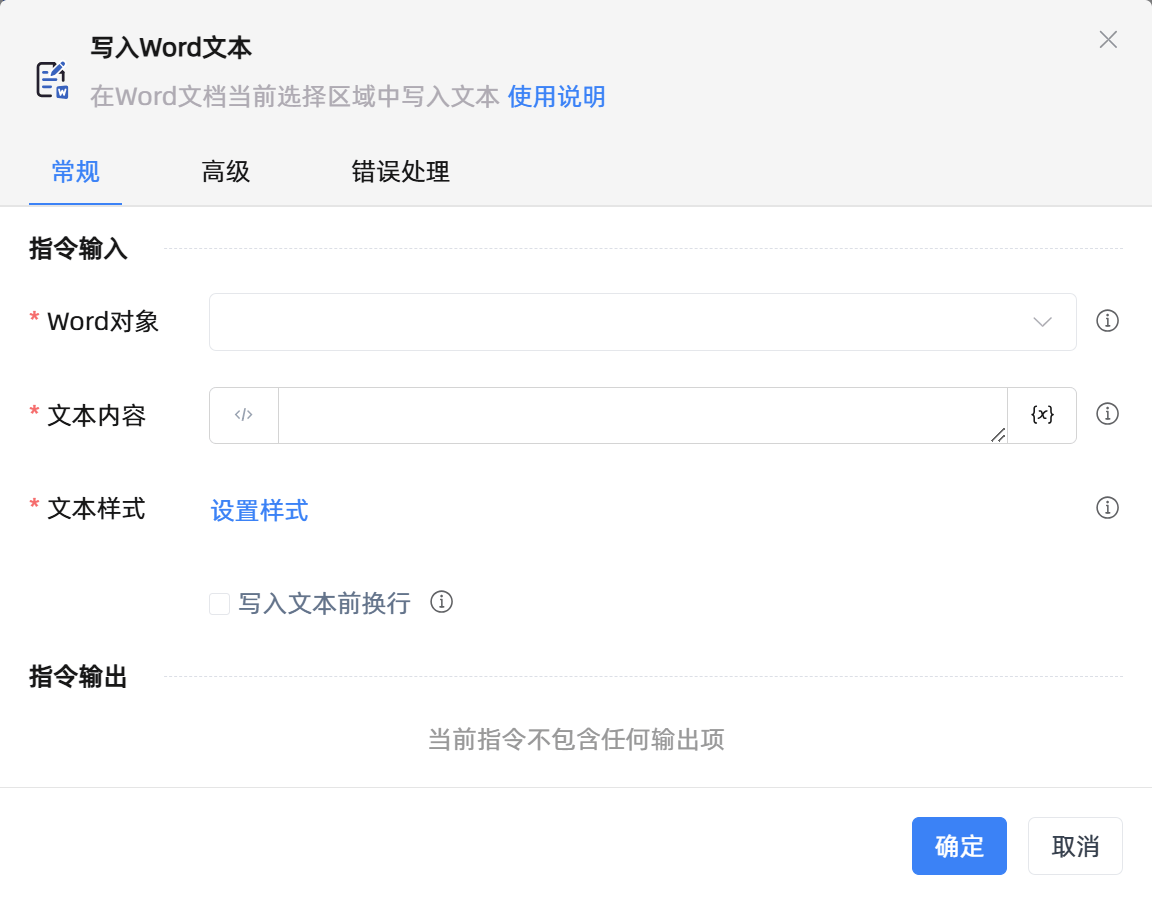 写入Word文本
在Word文档当前选择区域中写入文本 使用说明
常规 高级 错误处理
指令输入
* Word对象
* 文本内容 </> {x}
* 文本样式 设置样式
写入文本前换行
指令输出
当前指令不包含任何输出项
确定 取消